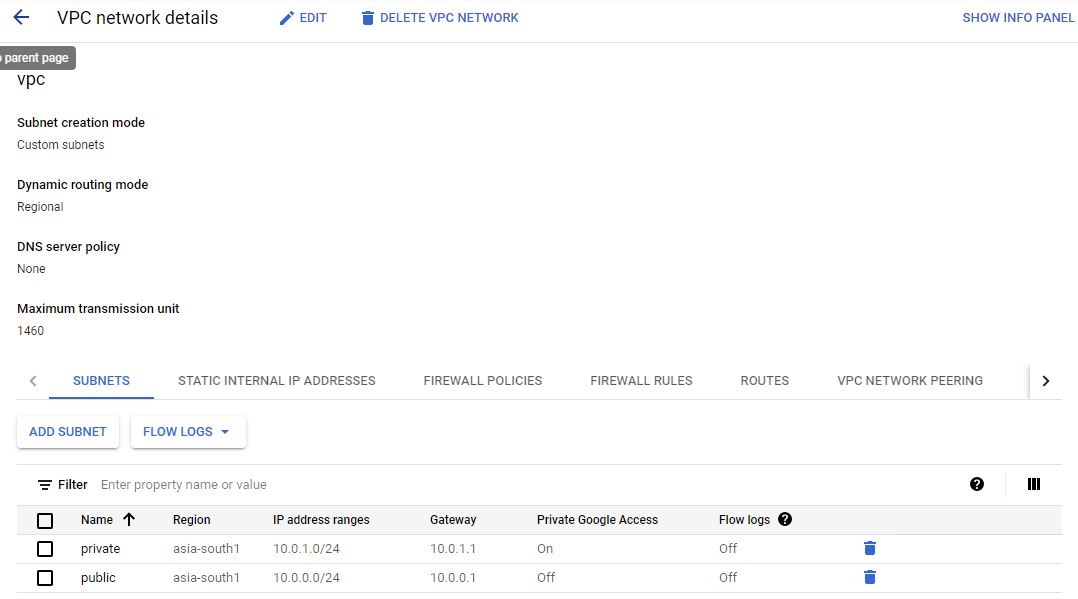 VPC network details EDIT DELETE VPC NETWORK SHOW INFO PANEL
parent page
vpc
Subnet creation mode
Custom subnets
Dynamic routing mode
Regional
DNS server policy
None
Maximum transmission unit
1460
SUBNETS STATIC INTERNAL IP ADDRESSES FIREWALL POLICIES FIREWALL RULES ROUTES VPC NETWORK PEERING
ADD SUBNET FLOW LOGS
Filter Enter property name or value
Name Region IP address ranges Gateway Private Google Access Flow logs
private asia-south1 10.0.1.0/24 10.0.1.1 On Off
public asia-south1 10.0.0.0/24 10.0.0.1 Off Off